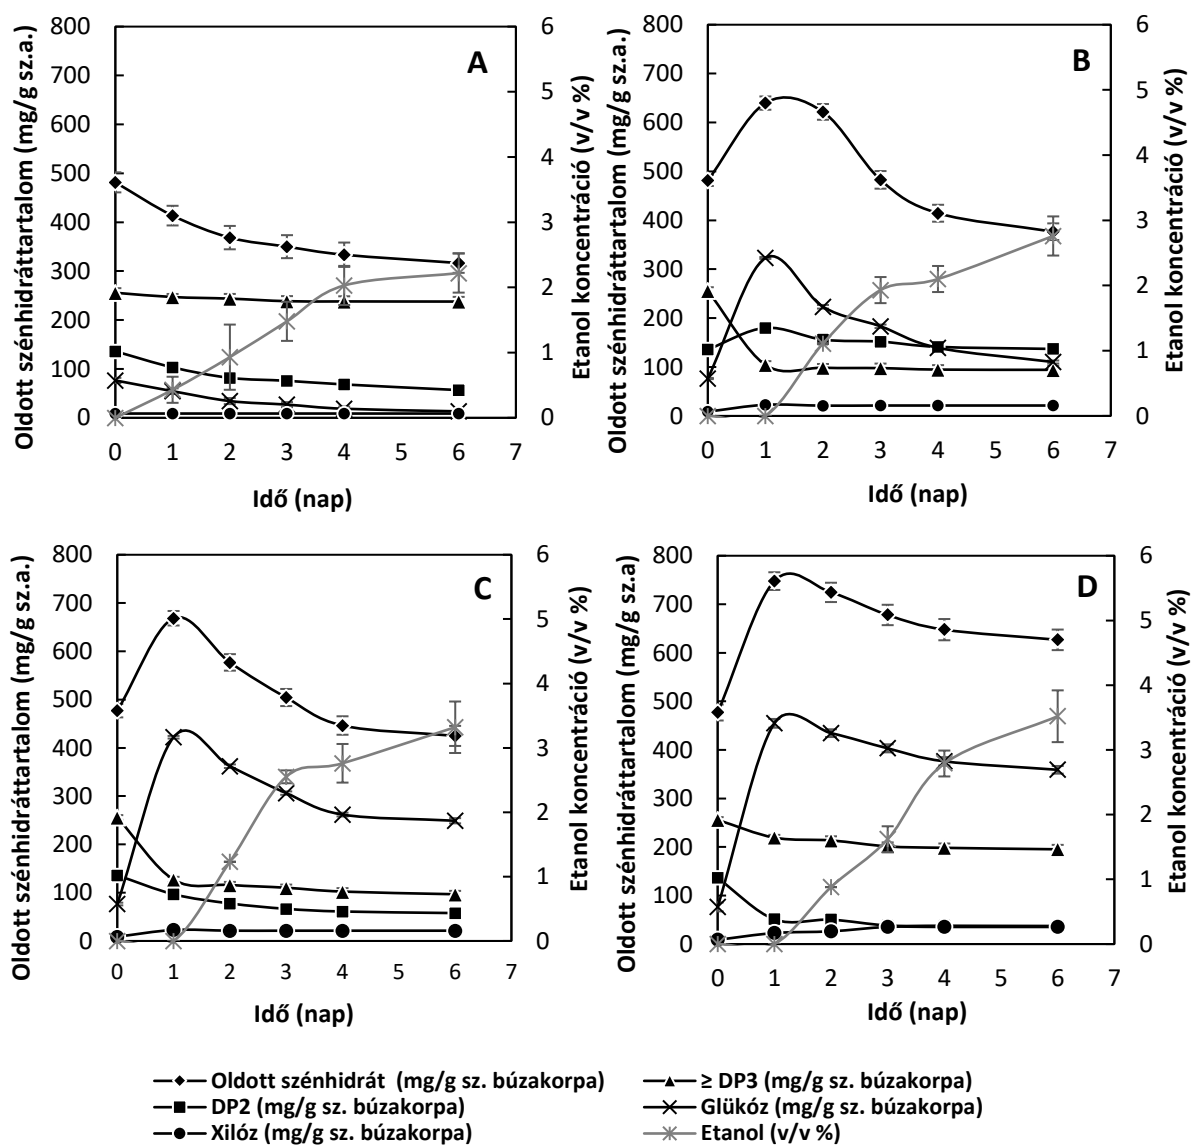 A
Oldott szénhidráttartalom (mg/g sz.a.)
800
700
600
500
400
300
200
100
0
6
5
4
3
2
1
0
Etanol koncentráció (v/v %)
0 1 2 3 4 5 6 7
Idő (nap)
B
Oldott szénhidráttartalom (mg/g sz.a.)
800
700
600
500
400
300
200
100
0
6
5
4
3
2
1
0
Etanol koncentráció (v/v %)
0 1 2 3 4 5 6 7
Idő (nap)
C
Oldott szénhidráttartalom (mg/g sz.a.)
800
700
600
500
400
300
200
100
0
6
5
4
3
2
1
0
Etanol koncentráció (v/v %)
0 1 2 3 4 5 6 7
Idő (nap)
D
Oldott szénhidráttartalom (mg/g sz.a)
800
700
600
500
400
300
200
100
0
6
5
4
3
2
1
0
Etanol koncentráció (v/v %)
0 1 2 3 4 5 6 7
Idő (nap)
Oldott szénhidrát (mg/g sz. búzakorpa)
≥ DP3 (mg/g sz. búzakorpa)
DP2 (mg/g sz. búzakorpa)
Glükóz (mg/g sz. búzakorpa)
Xilóz (mg/g sz. búzakorpa)
Etanol (v/v %)